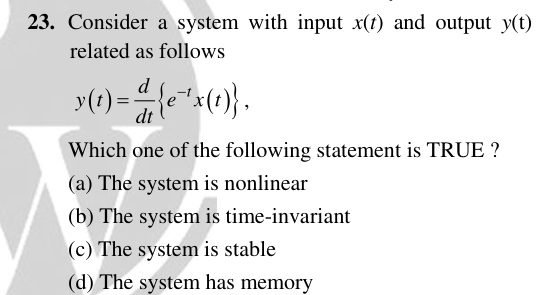 23. Consider a system with input x(t) and output y(t)
related as follows
y(t) = d/dt {e^{-t} x(t)},
Which one of the following statement is TRUE ?
(a) The system is nonlinear
(b) The system is time-invariant
(c) The system is stable
(d) The system has memory